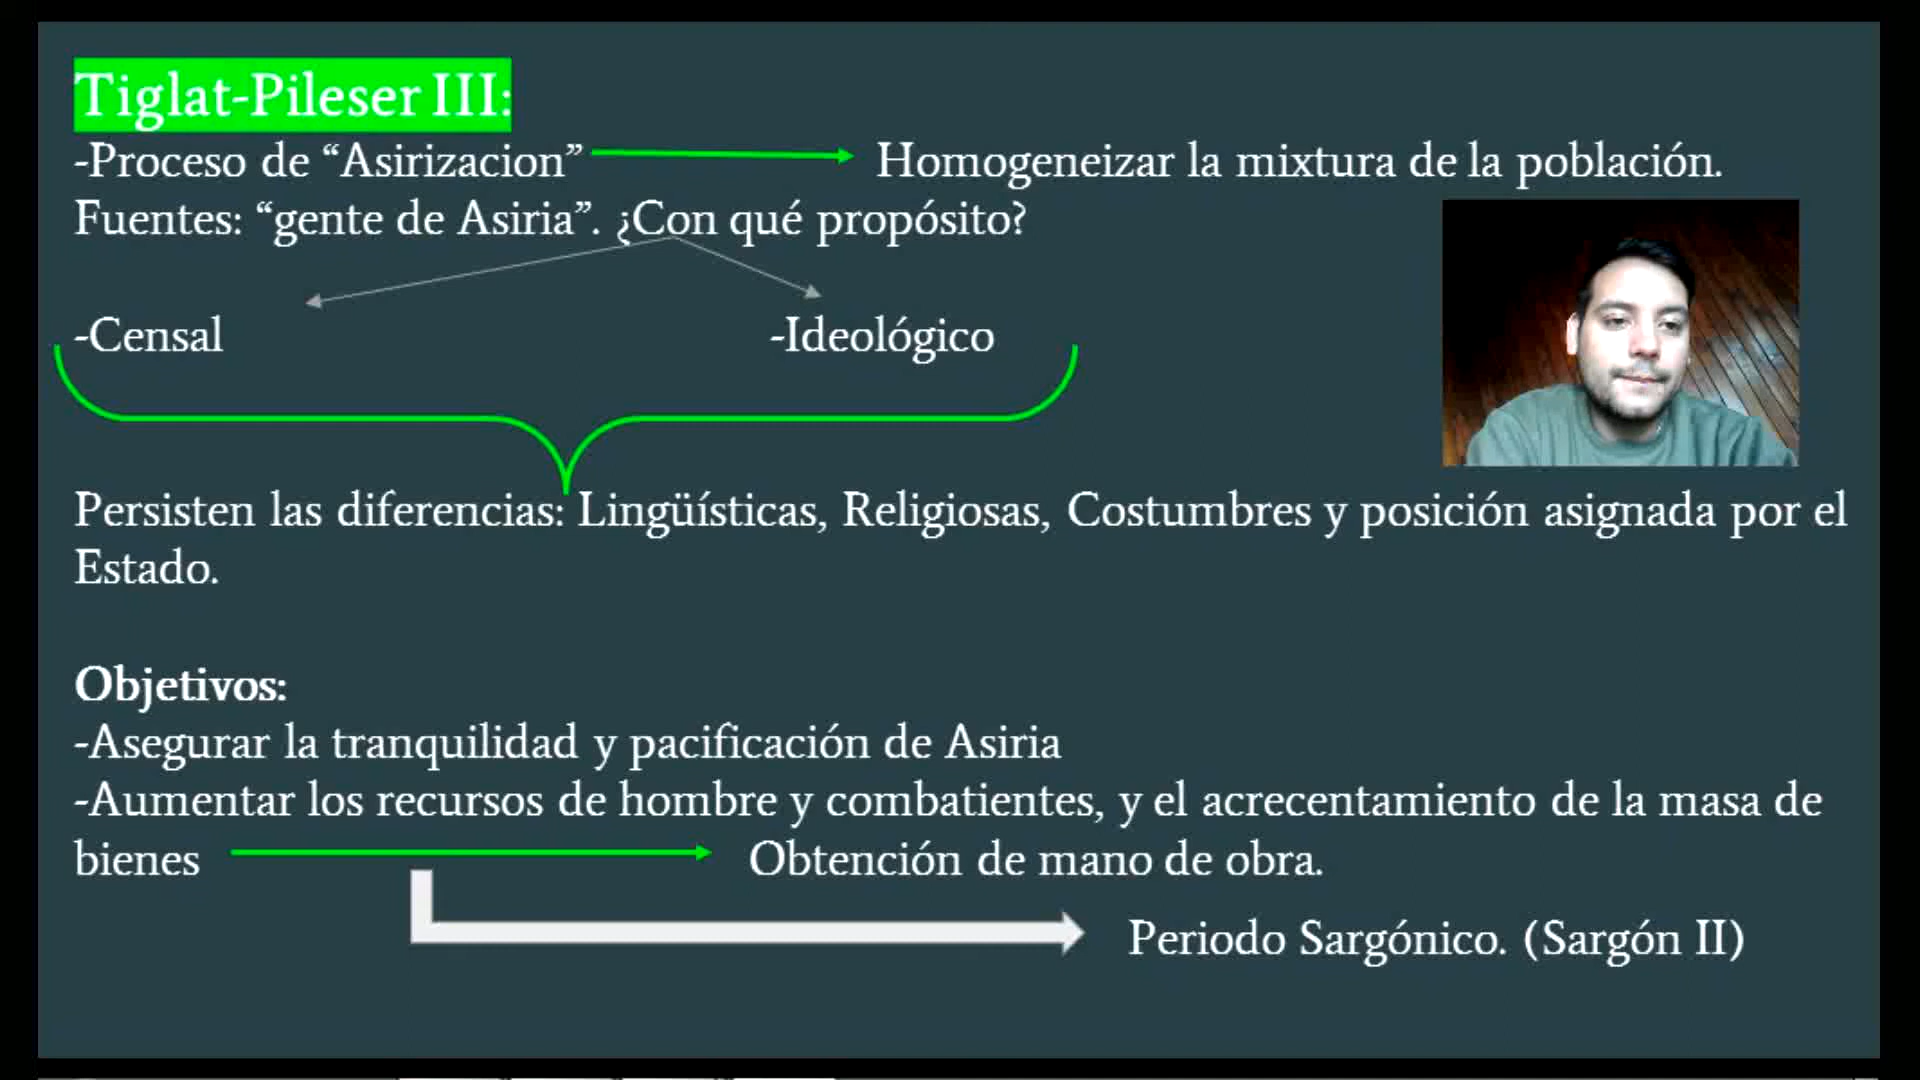 Tiglat-Pileser III:
-Proceso de “Asirizacion” Homogeneizar la mixtura de la población.
Fuentes: “gente de Asiria”. ¿Con qué propósito?
-Censal -Ideológico
Persisten las diferencias: Lingüísticas, Religiosas, Costumbres y posición asignada por el
Estado.
Objetivos:
-Asegurar la tranquilidad y pacificación de Asiria
-Aumentar los recursos de hombre y combatientes, y el acrecentamiento de la masa de
bienes Obtención de mano de obra.
Periodo Sargónico. (Sargón II)